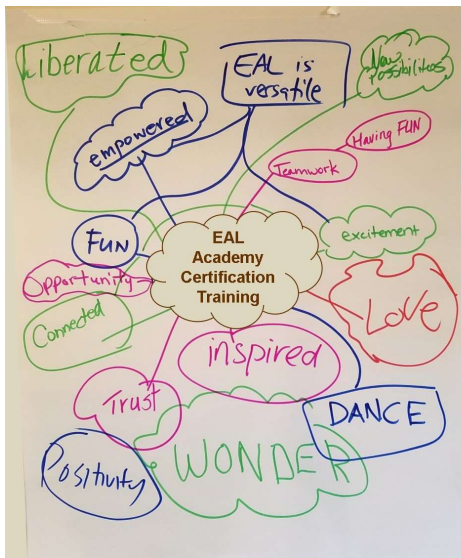 Liberated
EAL is
versatile
New
Possibilities
empowered
Having FUN
Teamwork
FUN
excitement
EAL
Academy
Certification
Training
Opportunity
Connected
Love
inspired
Trust
DANCE
WONDER
Positivity